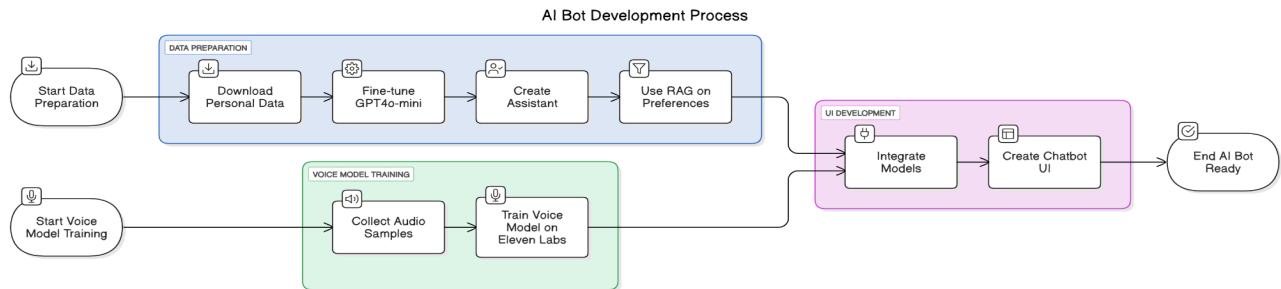 AI Bot Development Process
DATA PREPARATION
Start Data
Preparation
Download
Personal Data
Fine-tune
GPT4o-mini
Create
Assistant
Use RAG on
Preferences
UI DEVELOPMENT
Integrate
Models
Create Chatbot
UI
End AI Bot
Ready
VOICE MODEL TRAINING
Start Voice
Model Training
Collect Audio
Samples
Train Voice
Model on
Eleven Labs